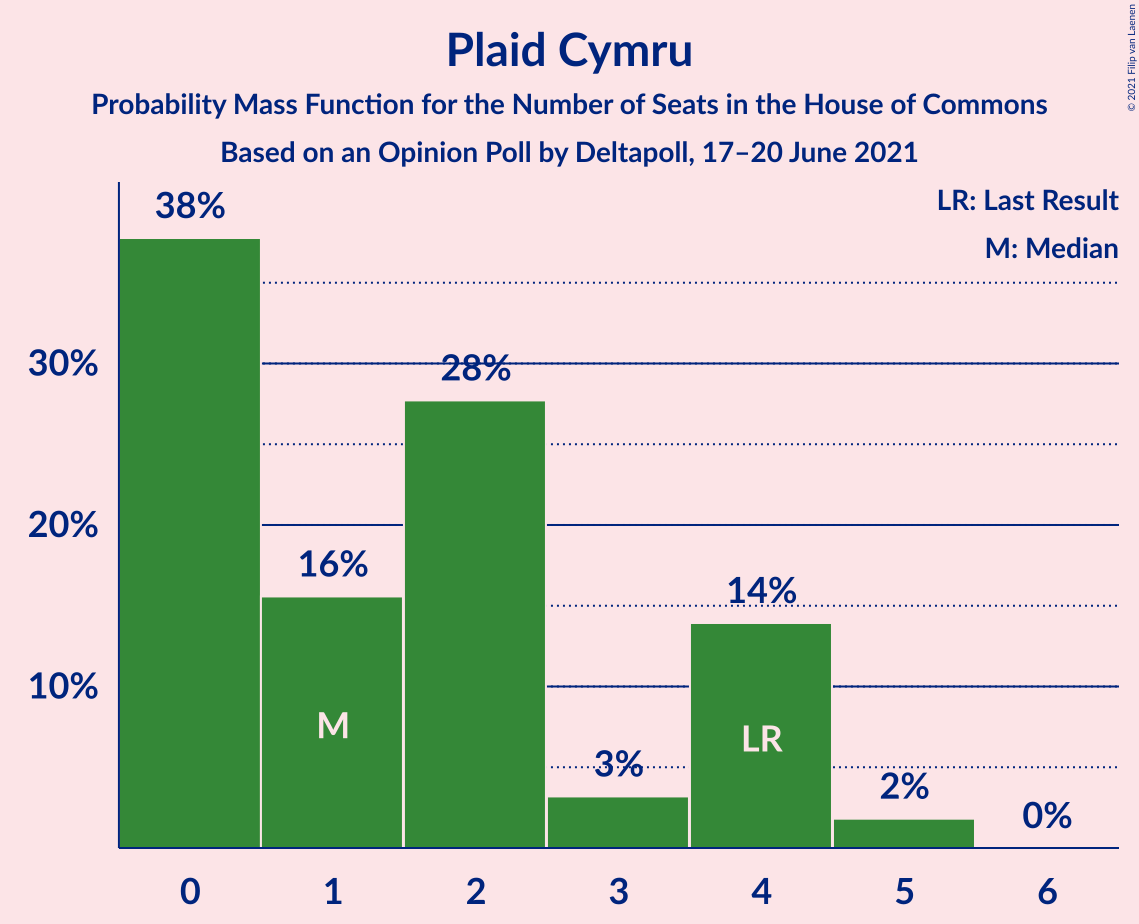 Plaid Cymru
Probability Mass Function for the Number of Seats in the House of Commons
Based on an Opinion Poll by Deltapoll, 17–20 June 2021
© 2021 Filip van Laenen
LR: Last Result
M: Median
38%
30%
28%
20%
16%
14%
10%
M
LR
3%
2%
0%
0 1 2 3 4 5 6